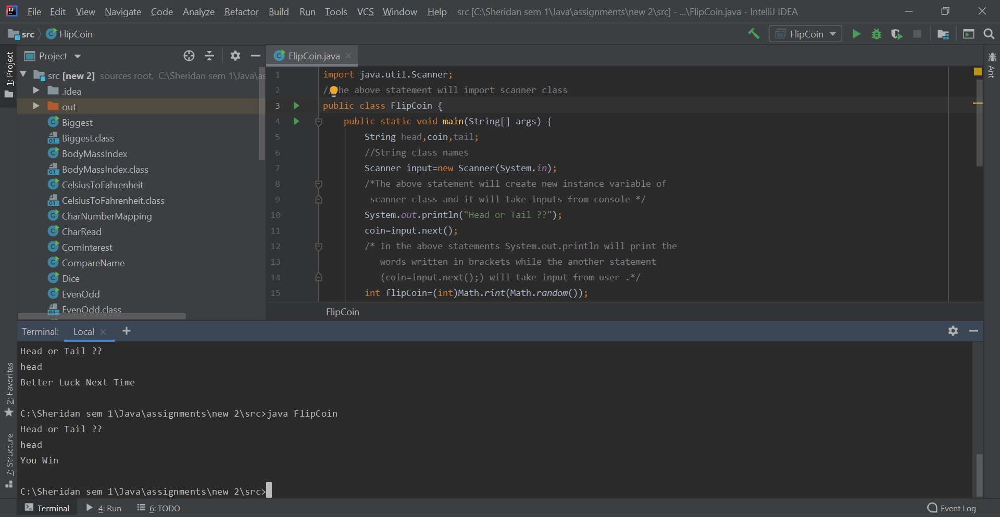 File Edit View Navigate Code Analyze Refactor Build Run Tools VCS Window Help src [C:\Sheridan sem 1\Java\assignments\new 2\src] - ...\FlipCoin.java - IntelliJ IDEA
src FlipCoin
FlipCoin
1: Project
Project
FlipCoin.java
Ant
src [new 2] sources root, C:\Sheridan sem 1\Java\as
.idea
out
Biggest
Biggest.class
BodyMassIndex
BodyMassIndex.class
CelsiusToFahrenheit
CelsiusToFahrenheit.class
CharNumberMapping
CharRead
ComInterest
CompareName
Dice
EvenOdd
EvenOdd.class
1 import java.util.Scanner;
2 //The above statement will import scanner class
3 public class FlipCoin {
4 public static void main(String[] args) {
5 String head,coin,tail;
6 //String class names
7 Scanner input=new Scanner(System.in);
8 /*The above statement will create new instance variable of
9 scanner class and it will take inputs from console */
10 System.out.println("Head or Tail ??");
11 coin=input.next();
12 /* In the above statements System.out.println will print the
13 words written in brackets while the another statement
14 (coin=input.next();) will take input from user .*/
15 int flipCoin=(int)Math.rint(Math.random());
FlipCoin
Terminal: Local
Head or Tail ??
head
Better Luck Next Time
C:\Sheridan sem 1\Java\assignments\new 2\src>java FlipCoin
Head or Tail ??
head
You Win
C:\Sheridan sem 1\Java\assignments\new 2\src>
2: Favorites
7: Structure
Terminal 4: Run 6: TODO Event Log